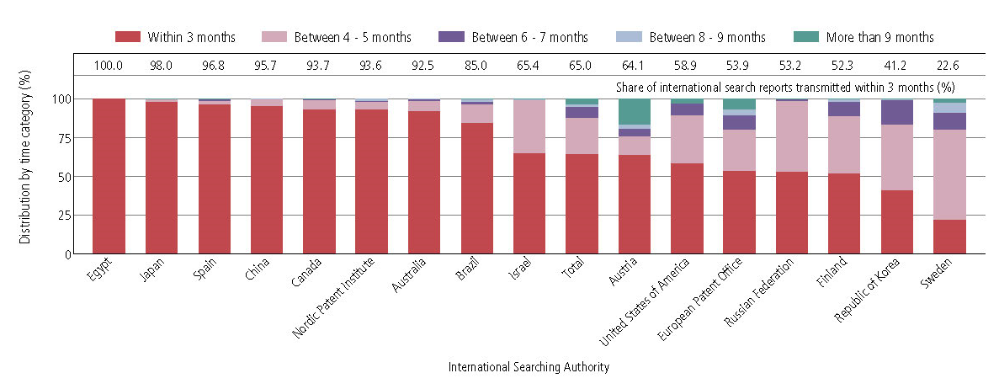 Within 3 months Between 4 - 5 months Between 6 - 7 months Between 8 - 9 months More than 9 months
100.0 98.0 96.8 95.7 93.7 93.6 92.5 85.0 65.4 65.0 64.1 58.9 53.9 53.2 52.3 41.2 22.6
Share of international search reports transmitted within 3 months (%)
Distribution by time category (%)
100
75
50
25
0
Egypt
Japan
Spain
China
Canada
Nordic Patent Institute
Australia
Brazil
Israel
Total
Austria
United States of America
European Patent Office
Russian Federation
Finland
Republic of Korea
Sweden
International Searching Authority